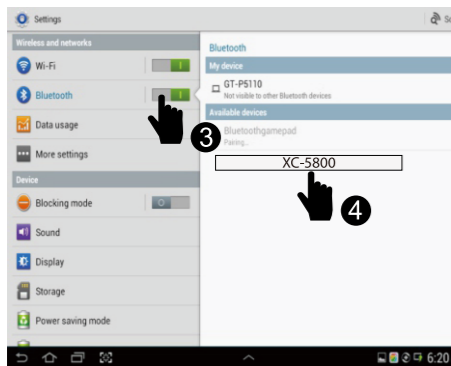 Settings
Wireless and networks
Wi-Fi
Bluetooth
Data usage
More settings
Device
Blocking mode
Sound
Display
Storage
Power saving mode
Bluetooth
My device
GT-P5110
Not visible to other Bluetooth devices
Available devices
Bluetoothgamepad
Pairing...
XC-5800
3
4
6:20